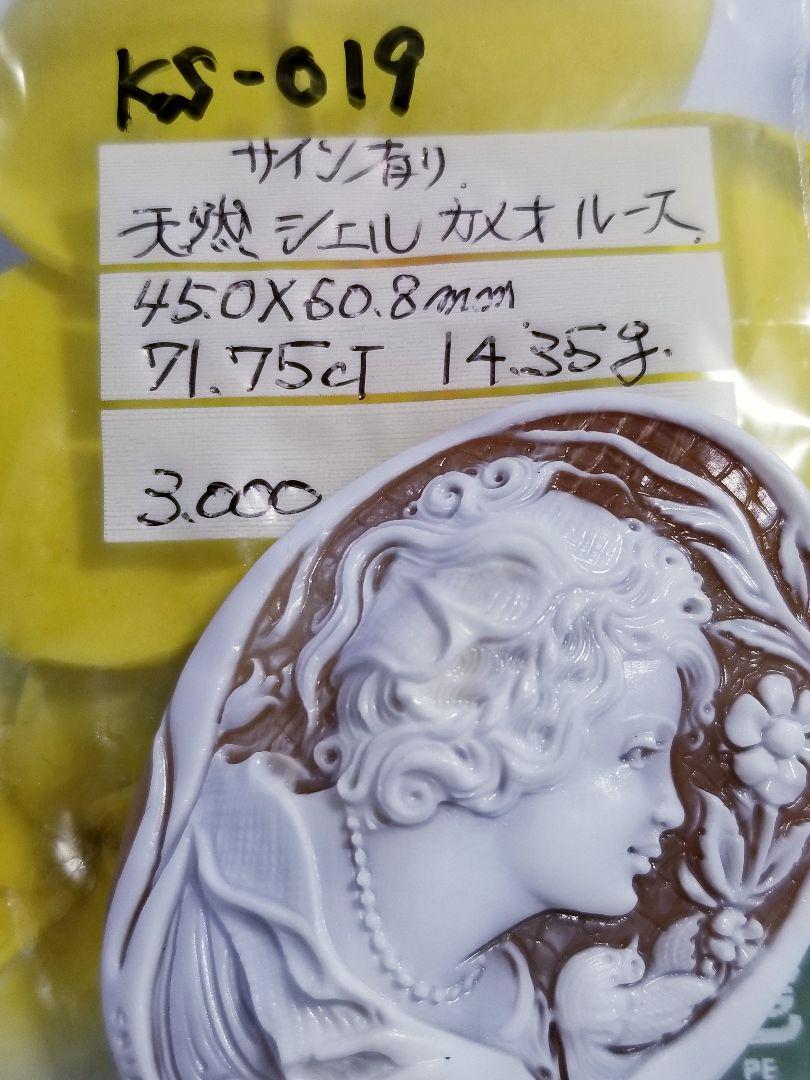 KS-019
サイン有り.
天然 シェル カメオ ルース.
45.0X60.8mm
71.75ct 14.35g.
3.000
PE